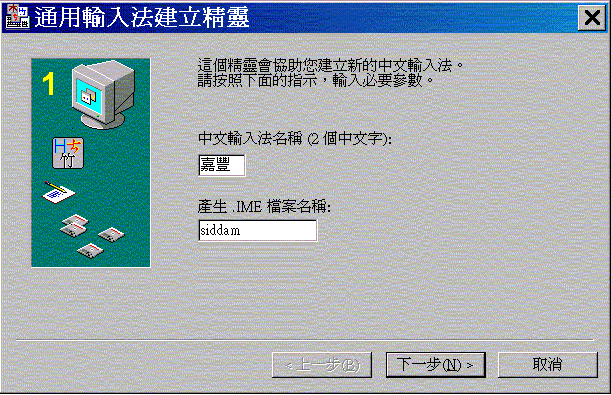 通用輸入法建立精靈
1
這個精靈會協助您建立新的中文輸入法。
請按照下面的指示，輸入必要參數。
中文輸入法名稱 (2 個中文字):
嘉豐
產生 .IME 檔案名稱:
siddam
<上一步(B)
下一步(N) >
取消